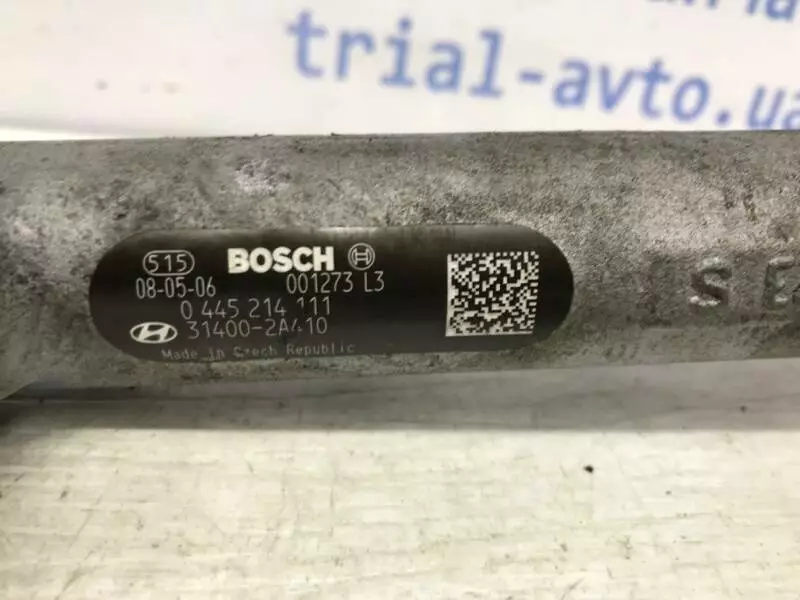 trial-avto.ua
515 BOSCH
08-05-06 001273 L3
0 445 214 111
31400-2A410
Made in Czech Republic
SE